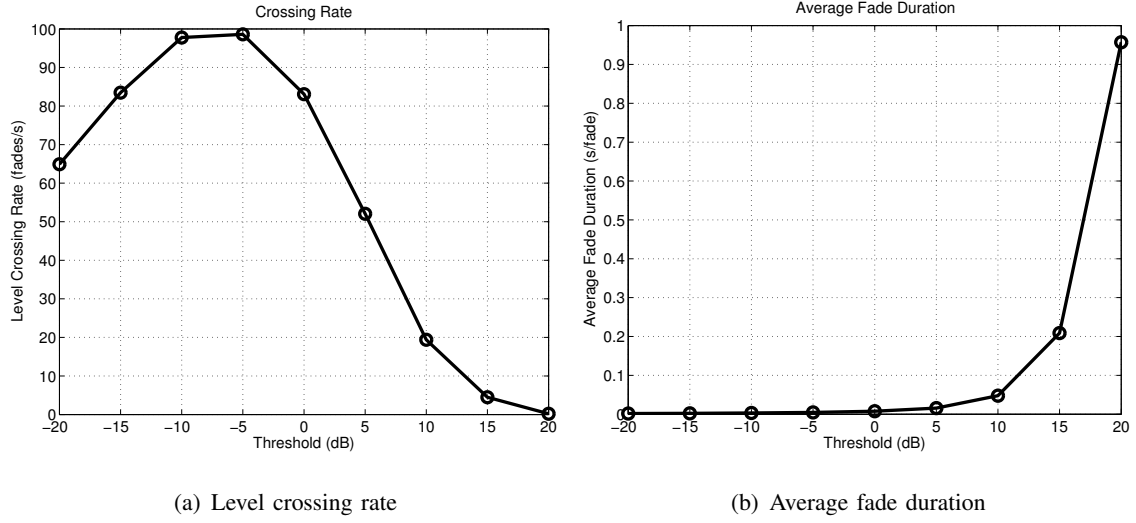 Crossing Rate
100
90
80
70
60
50
40
30
20
10
0
Level Crossing Rate (fades/s)
−20 −15 −10 −5 0 5 10 15 20
Threshold (dB)
(a) Level crossing rate
Average Fade Duration
1
0.9
0.8
0.7
0.6
0.5
0.4
0.3
0.2
0.1
0
Average Fade Duration (s/fade)
−20 −15 −10 −5 0 5 10 15 20
Threshold (dB)
(b) Average fade duration